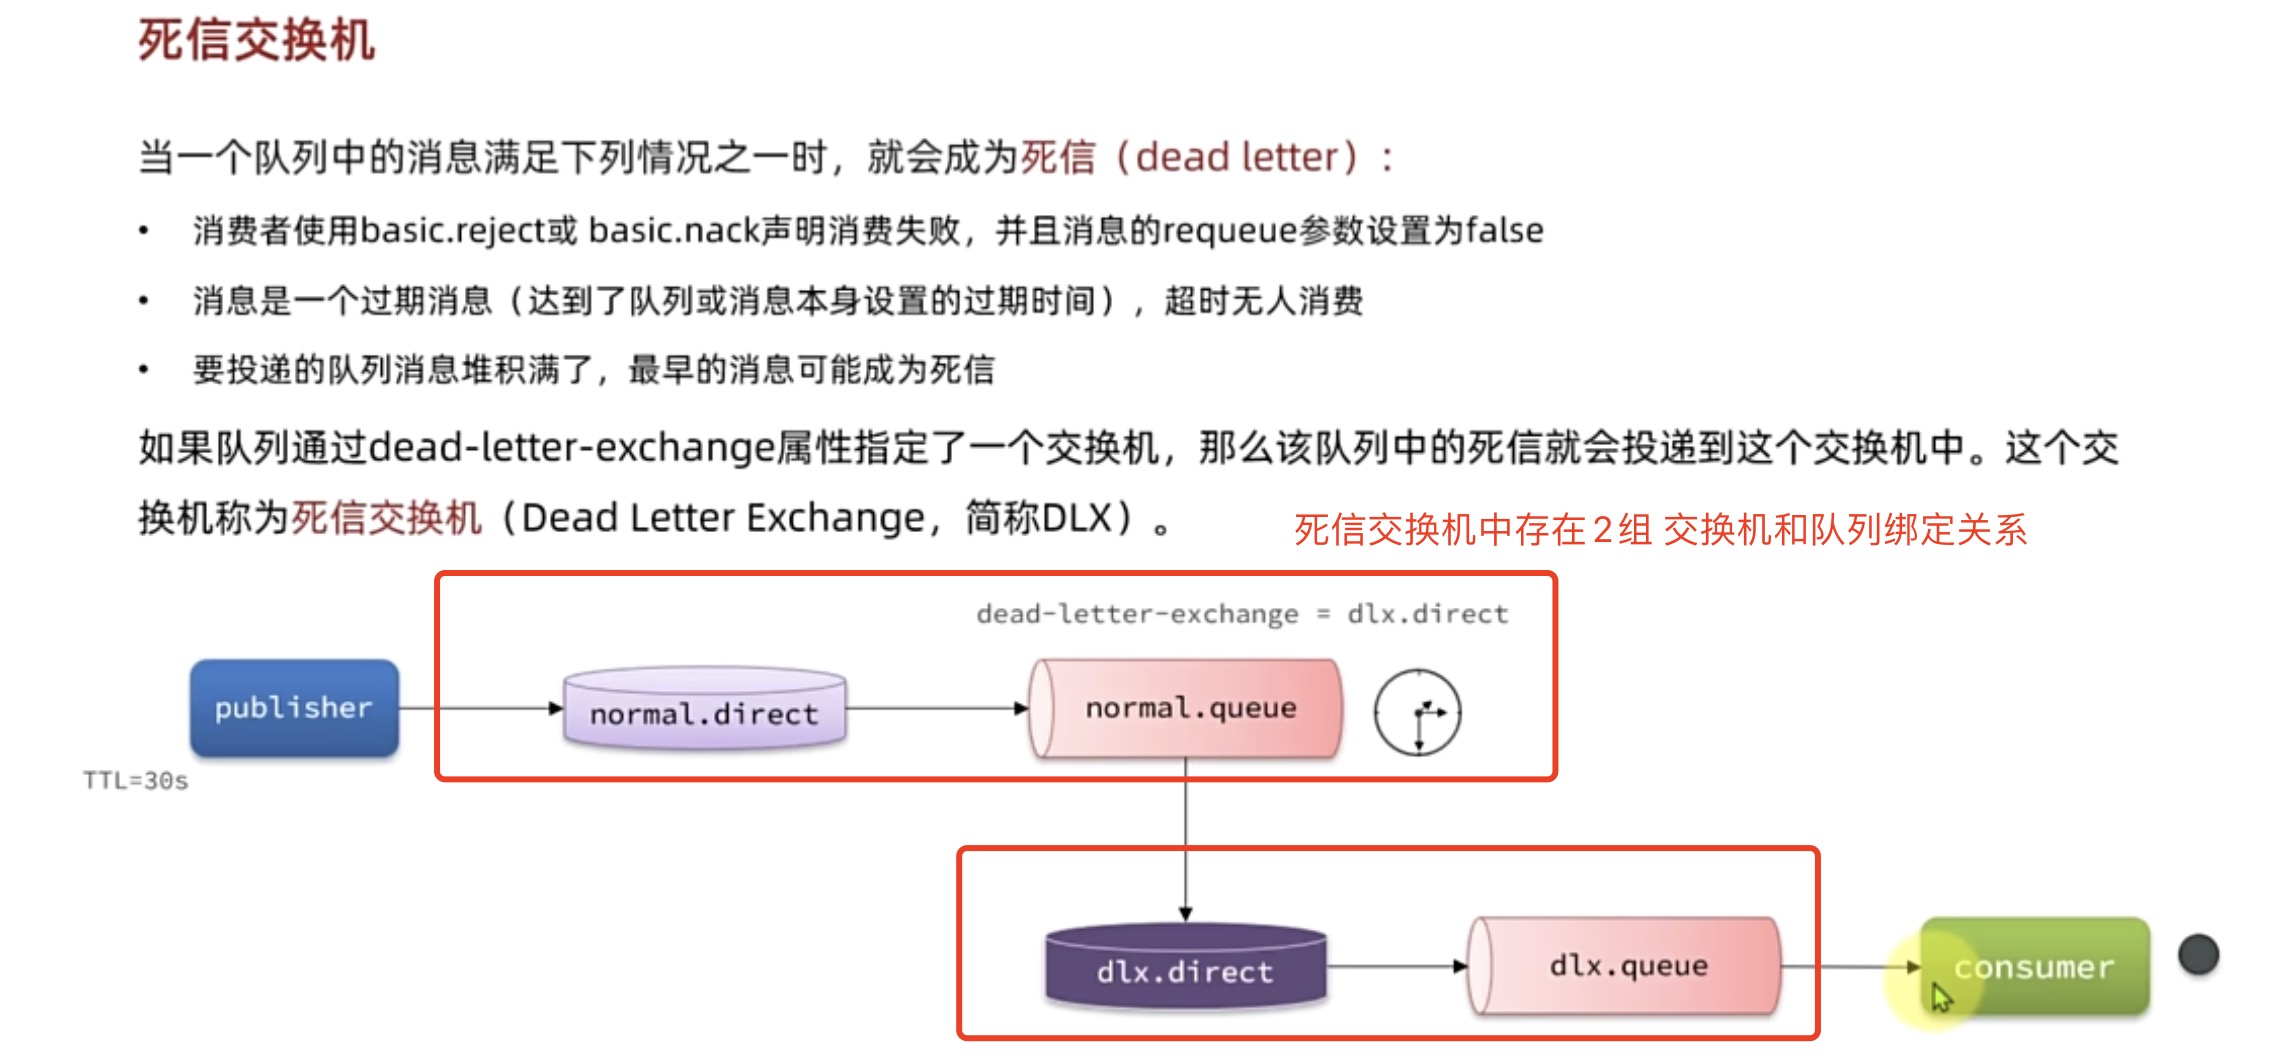 死信交换机
当一个队列中的消息满足下列情况之一时，就会成为死信（dead letter）：
• 消费者使用basic.reject或 basic.nack声明消费失败，并且消息的requeue参数设置为false
• 消息是一个过期消息（达到了队列或消息本身设置的过期时间），超时无人消费
• 要投递的队列消息堆积满了，最早的消息可能成为死信
如果队列通过dead-letter-exchange属性指定了一个交换机，那么该队列中的死信就会投递到这个交换机中。这个交
换机称为死信交换机（Dead Letter Exchange，简称DLX）。
死信交换机中存在2组 交换机和队列绑定关系
dead-letter-exchange = dlx.direct
publisher
normal.direct
normal.queue
TTL=30s
dlx.direct
dlx.queue
consumer